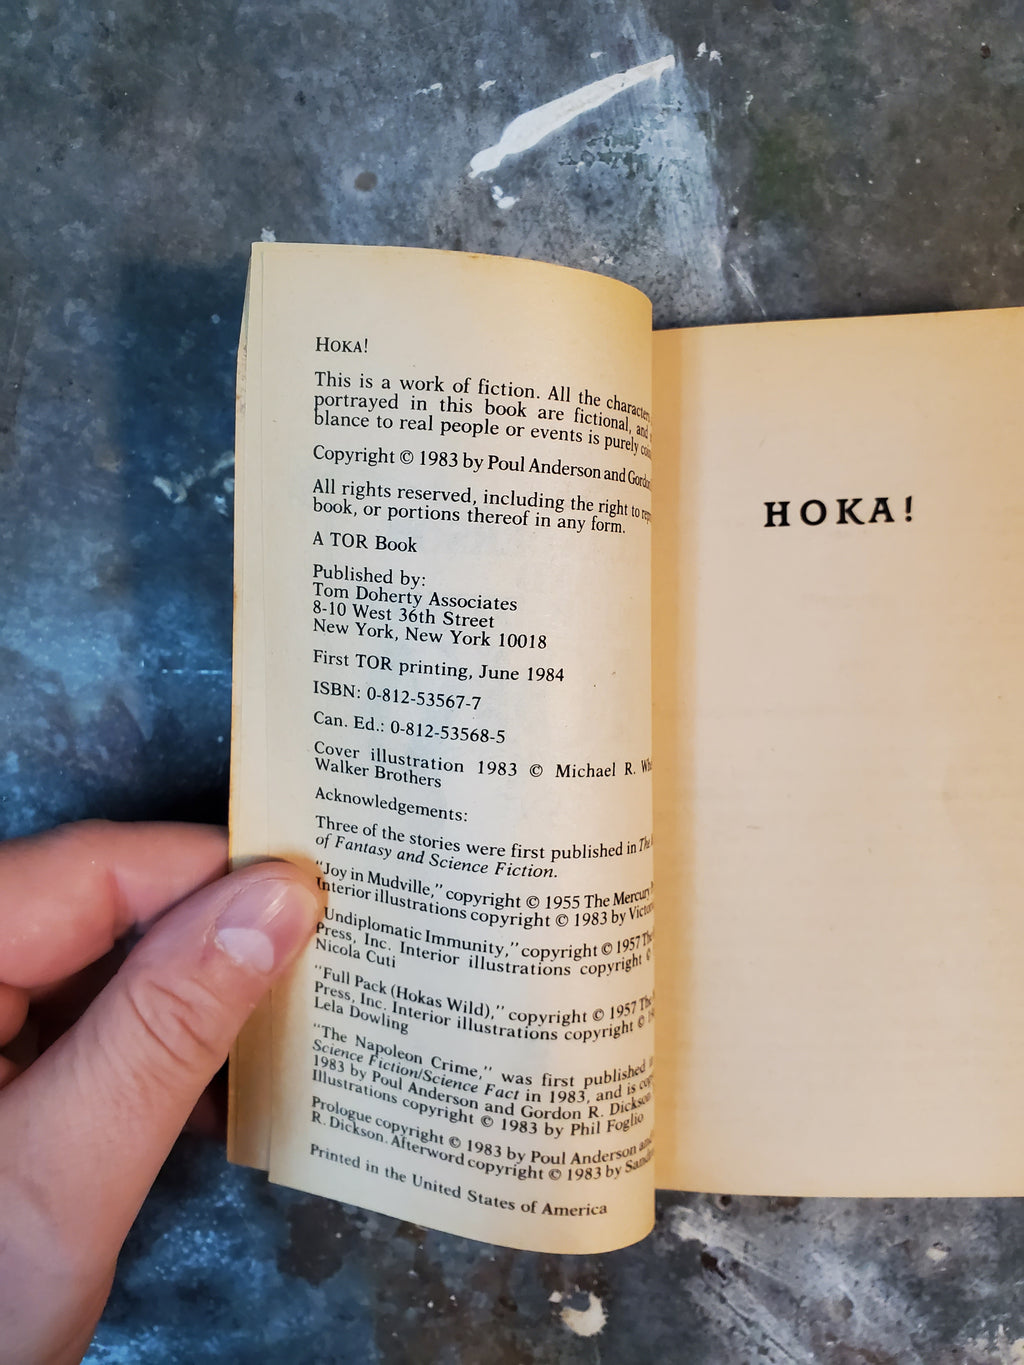 HOKA!
This is a work of fiction. All the
portrayed in this book are fictional,
blance to real people or events is purely
Copyright © 1983 by Poul Anderson and
All rights reserved, including the right to
book, or portions thereof in any form.
A TOR Book
Published by:
Tom Doherty Associates
8-10 West 36th Street
New York, New York 10018
First TOR printing, June 1984
ISBN: 0-812-53567-7
Can. Ed.: 0-812-53568-5
Cover illustration 1983 © Michael R.
Walker Brothers
Acknowledgements:
Three of the stories were first published in The
of Fantasy and Science Fiction.
"Joy in Mudville," copyright © 1955 The Mercury
Interior illustrations copyright © 1983 by
"Undiplomatic Immunity," copyright © 1957 The
Press, Inc. Interior illustrations copyright ©
Nicola Cuti
"Full Pack (Hokas Wild)," copyright © 1957 The
Press, Inc. Interior illustrations copyright ©
Lela Dowling
"The Napoleon Crime," was first published
Science Fiction/Science Fact in 1983, and is
1983 by Poul Anderson and Gordon R. Dickson
Illustrations copyright © 1983 by Phil Foglio
Prologue copyright © 1983 by Poul Anderson
R. Dickson. Afterword copyright © 1983 by
Printed in the United States of America
HOKA!